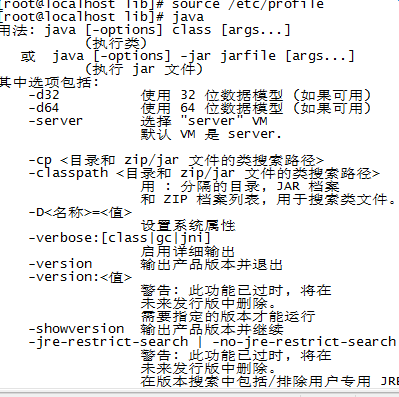 [root@localhost lib]# source /etc/profile
[root@localhost lib]# java
用法: java [-options] class [args...]
(执行类)
或 java [-options] -jar jarfile [args...]
(执行 jar 文件)
其中选项包括:
-d32 使用 32 位数据模型 (如果可用)
-d64 使用 64 位数据模型 (如果可用)
-server 选择 "server" VM
默认 VM 是 server.
-cp <目录和 zip/jar 文件的类搜索路径>
-classpath <目录和 zip/jar 文件的类搜索路径>
用 : 分隔的目录, JAR 档案
和 ZIP 档案列表, 用于搜索类文件。
-D<名称>=<值>
设置系统属性
-verbose:[class|gc|jni]
启用详细输出
-version 输出产品版本并退出
-version:<值>
警告: 此功能已过时, 将在
未来发行版中删除。
需要指定的版本才能运行
-showversion 输出产品版本并继续
-jre-restrict-search | -no-jre-restrict-search
警告: 此功能已过时, 将在
未来发行版中删除。
在版本搜索中包括/排除用户专用 JRE